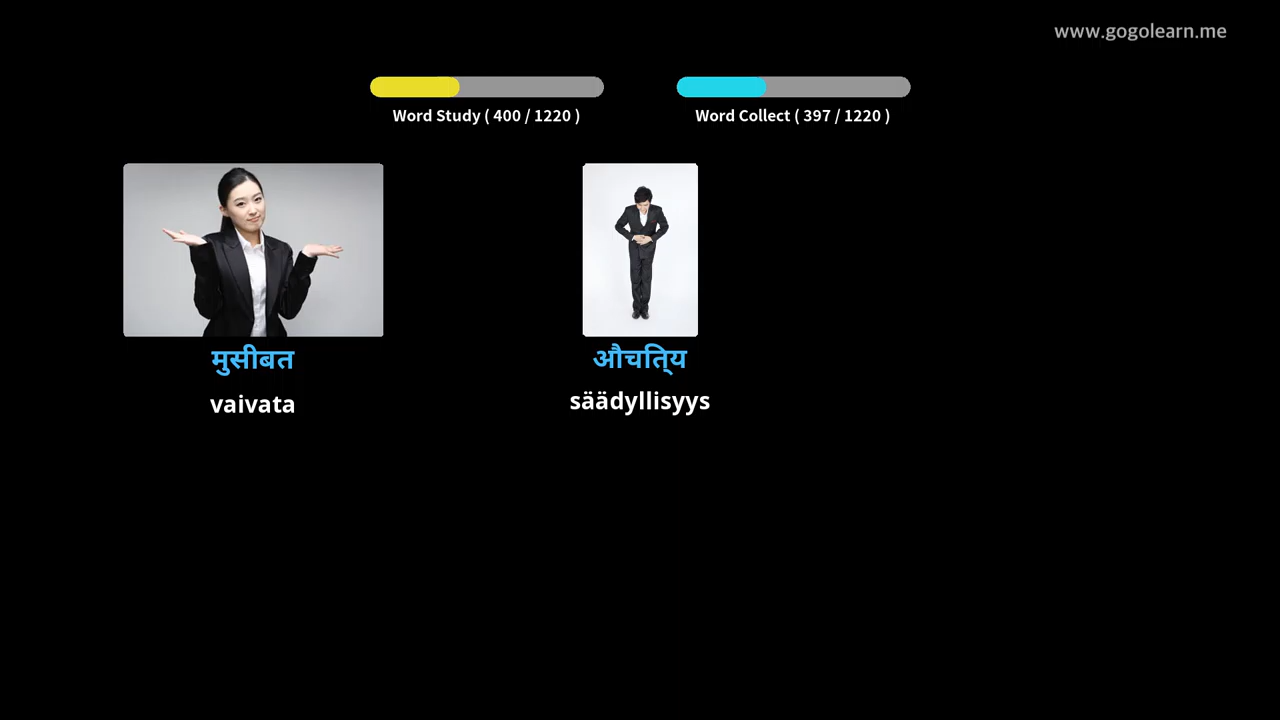 www.gogolearn.me
Word Study ( 400 / 1220 )
Word Collect ( 397 / 1220 )
मुसीबत
औचित्य
vaivata
säädyllisyys